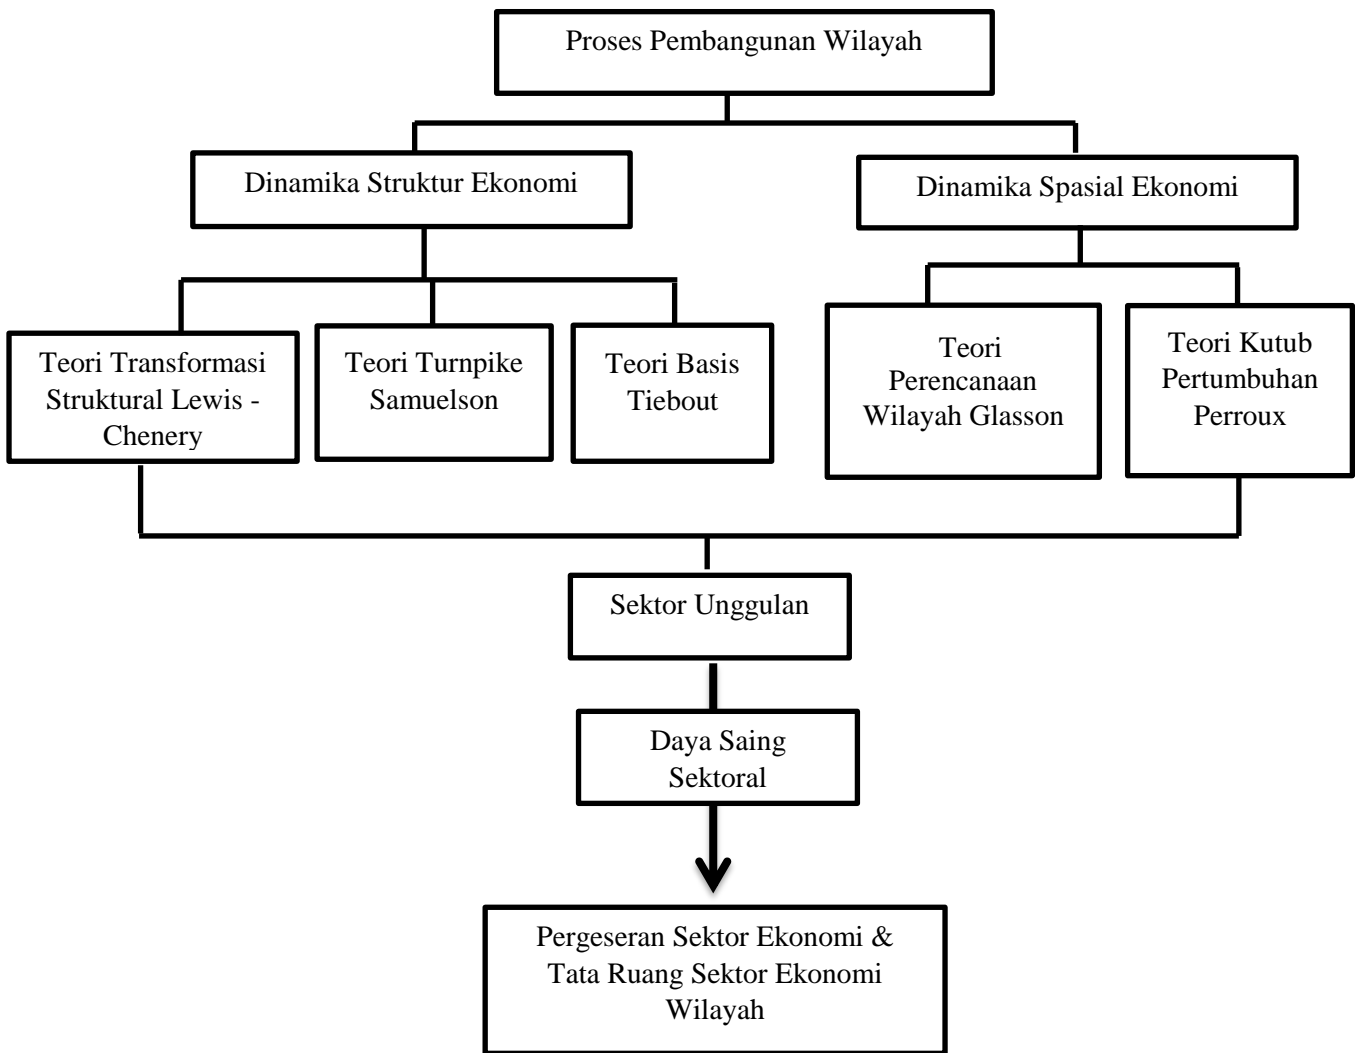 Proses Pembangunan Wilayah
Dinamika Struktur Ekonomi
Dinamika Spasial Ekonomi
Teori Transformasi
Struktural Lewis -
Chenery
Teori Turnpike
Samuelson
Teori Basis
Tiebout
Teori
Perencanaan
Wilayah Glasson
Teori Kutub
Pertumbuhan
Perroux
Sektor Unggulan
Daya Saing
Sektoral
Pergeseran Sektor Ekonomi &
Tata Ruang Sektor Ekonomi
Wilayah